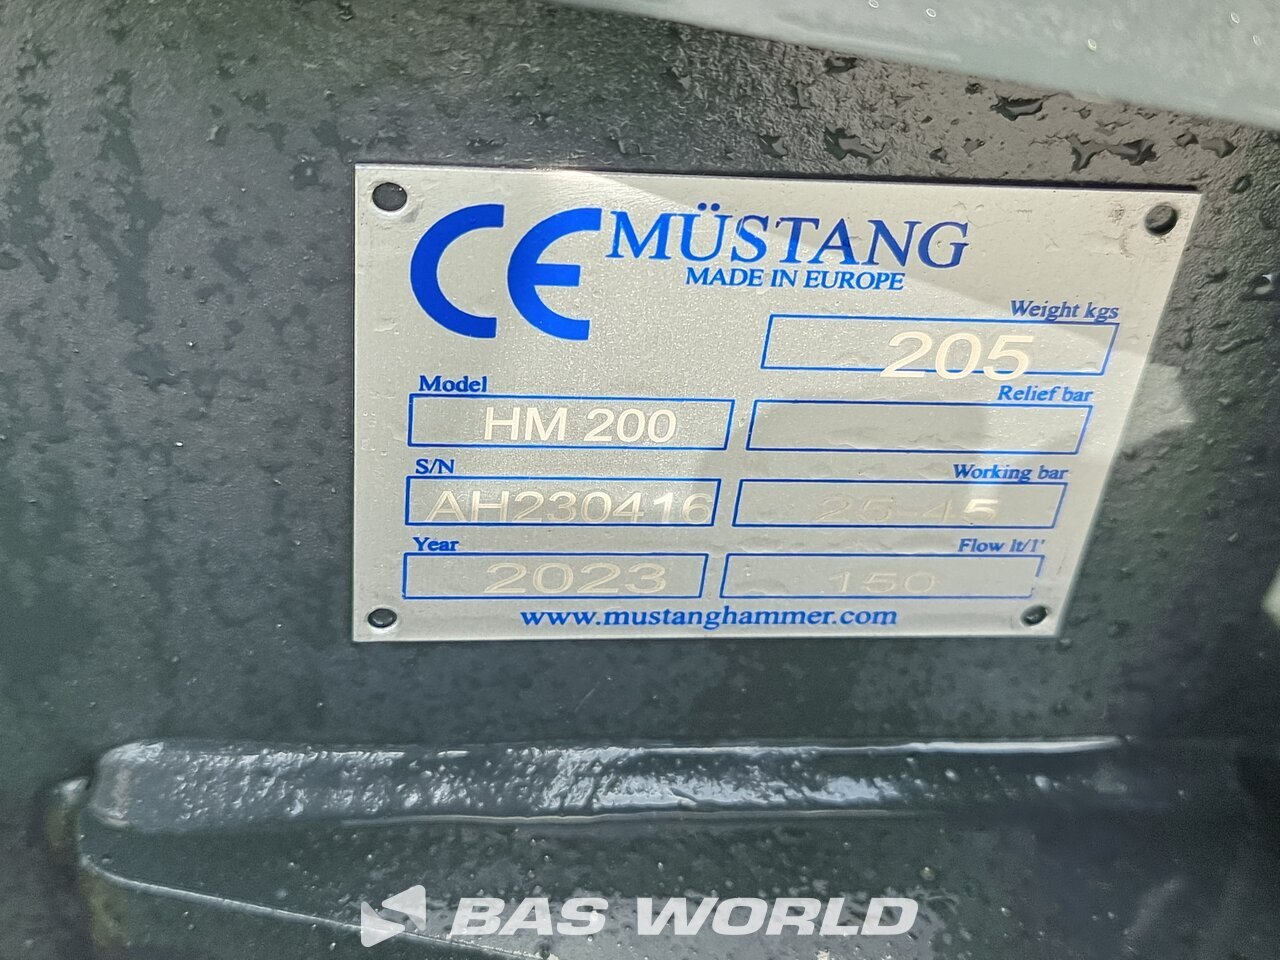 CE MÜSTANG
MADE IN EUROPE
Weight kgs
205
Model
HM 200
Relief bar
S/N
AH230416
Working bar
25-45
Year
2023
Flow lt/1'
150
www.mustanghammer.com
BAS WORLD